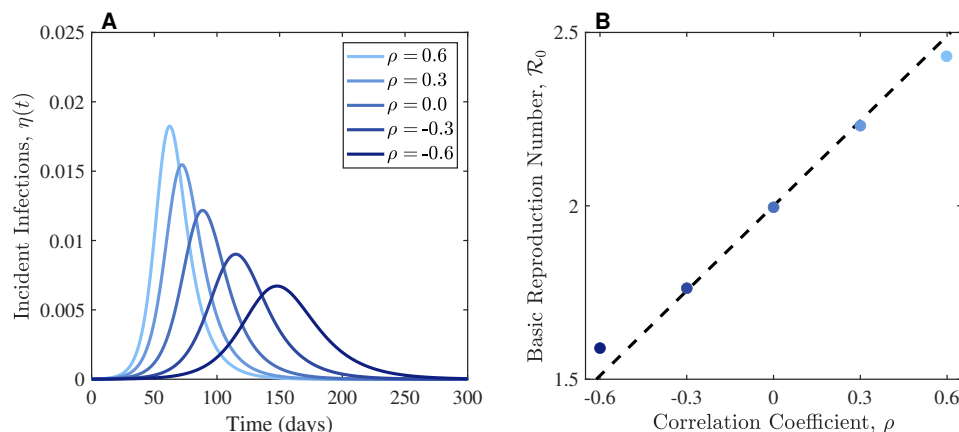 A
0.025
0.02
0.015
0.01
0.005
0
0 50 100 150 200 250 300
Incident Infections, η(t)
Time (days)
ρ = 0.6
ρ = 0.3
ρ = 0.0
ρ = -0.3
ρ = -0.6
B
2.5
2
1.5
-0.6 -0.3 0 0.3 0.6
Basic Reproduction Number, ℛ₀
Correlation Coefficient, ρ